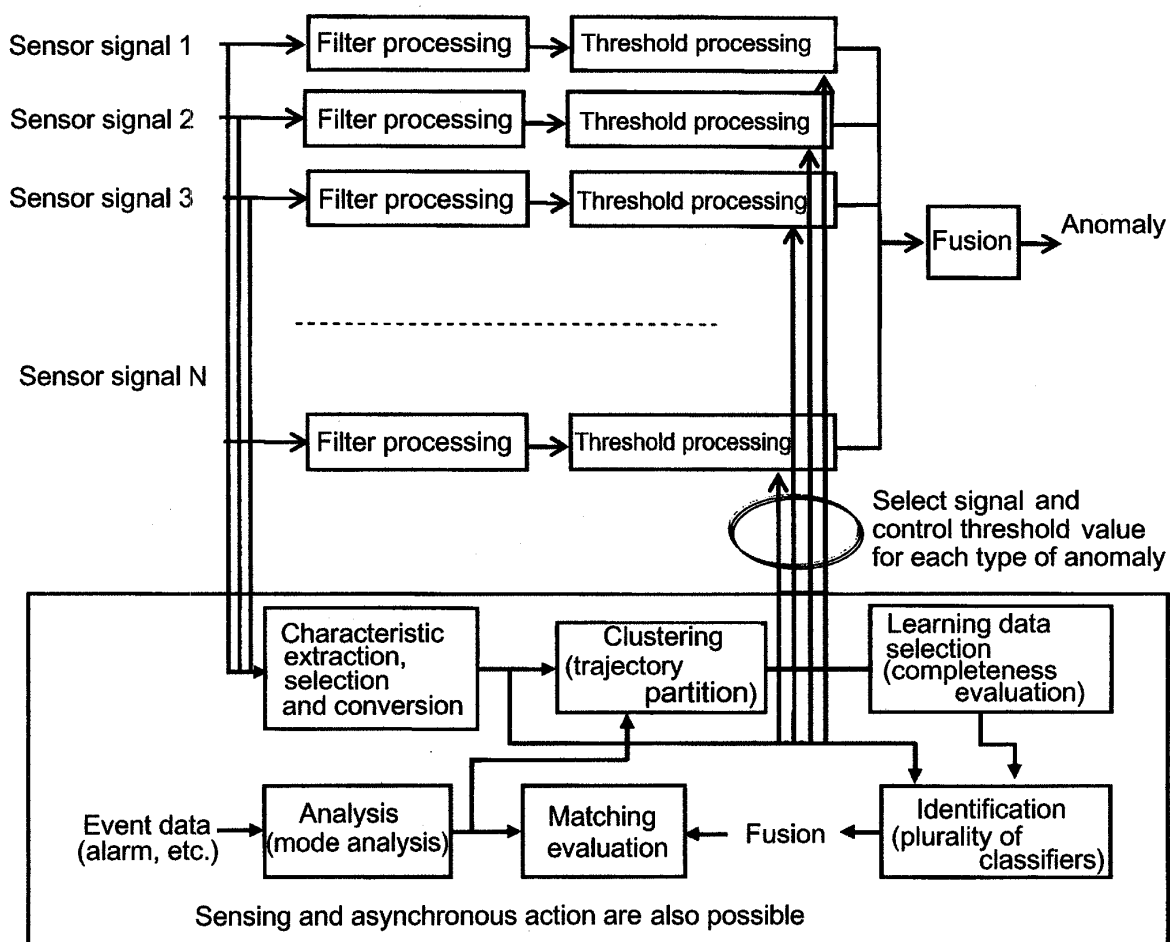 Sensor signal 1
Filter processing
Threshold processing
Sensor signal 2
Filter processing
Threshold processing
Sensor signal 3
Filter processing
Threshold processing
Fusion
Anomaly
Sensor signal N
Filter processing
Threshold processing
Select signal and
control threshold value
for each type of anomaly
Characteristic
extraction,
selection
and conversion
Clustering
(trajectory
partition)
Learning data
selection
(completeness
evaluation)
Event data
(alarm, etc.)
Analysis
(mode analysis)
Matching
evaluation
Fusion
Identification
(plurality of
classifiers)
Sensing and asynchronous action are also possible